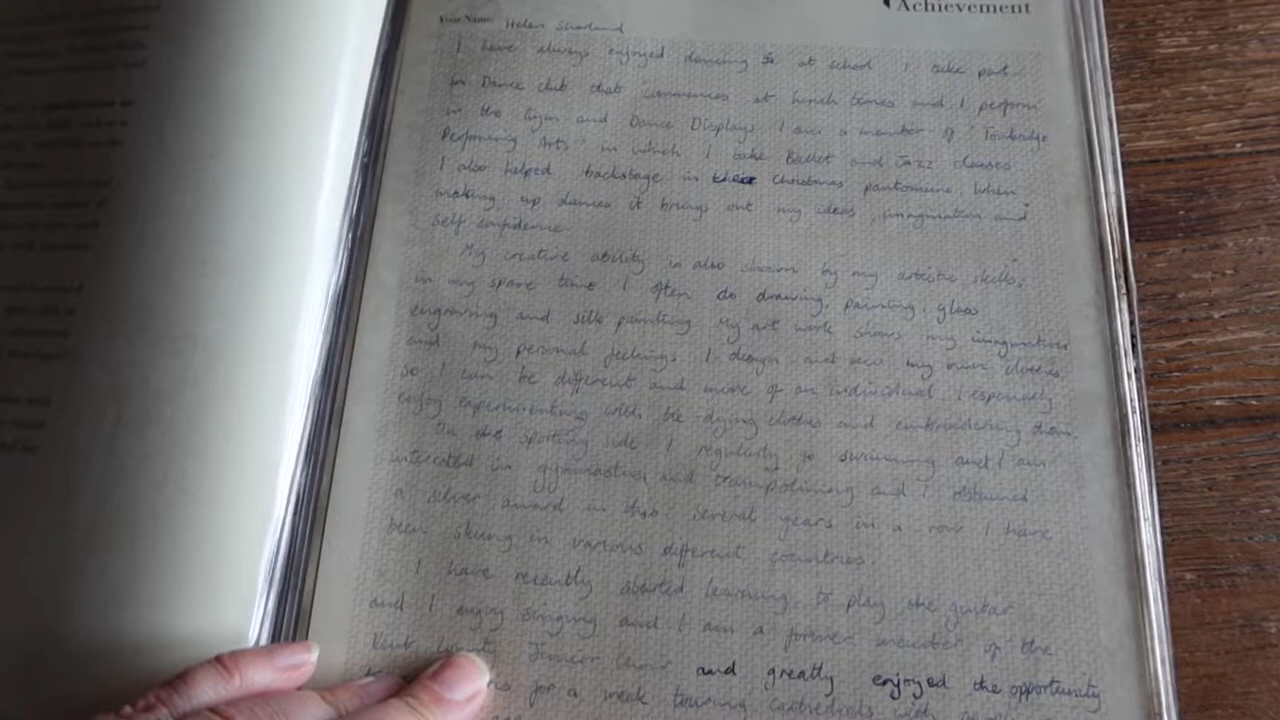 Achievement
Your Name Helen Sharland
I have always enjoyed dancing so at school I take part
in Dance club that commences at lunch times and I perform
in the Gym and Dance Displays. I am a member of 'Tonbridge
Performing Arts' in which I take Ballet and Jazz classes.
I also helped backstage in their Christmas pantomime. When
making up dances it brings out my ideas, imagination and
self confidence.
My creative ability is also shown by my artistic skills,
in my spare time I often do drawing, painting, glass
engraving and silk painting. My art work shows my imagination
and my personal feelings. I design and sew my own clothes
so I can be different and more of an individual. I especially
enjoy experimenting with tie-dying clothes and embroidering them.
On the sporting side I regularly go swimming and I am
interested in gymnastics and trampolining and I obtained
a silver award in this. Several years in a row I have
been skiing in various different countries.
I have recently started learning to play the guitar
and I enjoy singing and I am a former member of the
Kent County Junior Choir and greatly enjoyed the opportunity
for a week touring cathedrals with